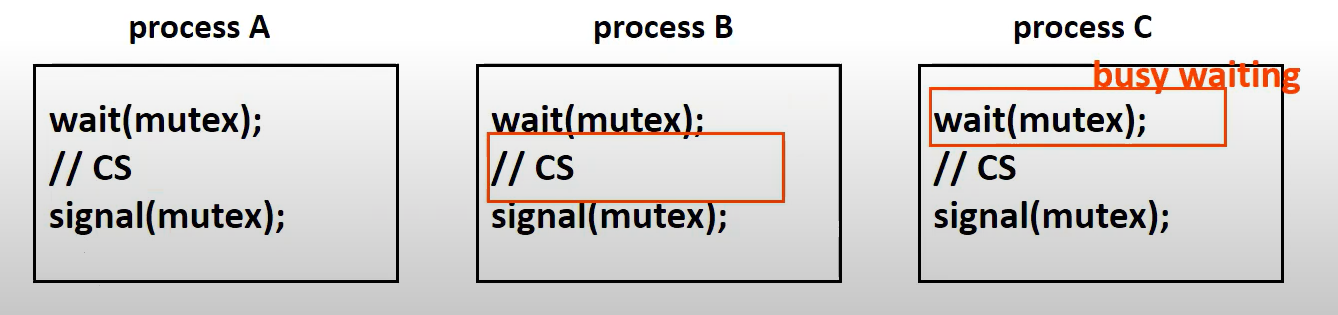 process A
wait(mutex);
// CS
signal(mutex);
process B
wait(mutex);
// CS
signal(mutex);
process C
busy waiting
wait(mutex);
// CS
signal(mutex);